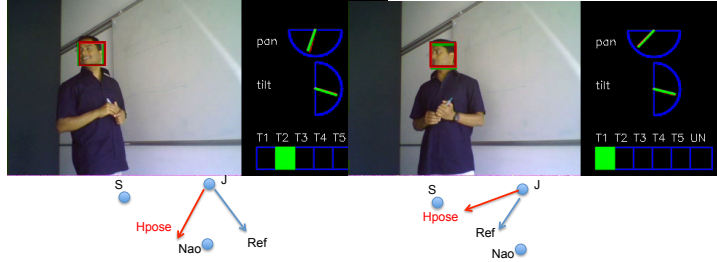 pan
tilt
T1 T2 T3 T4 T5
S
J
Hpose
Nao
Ref
pan
tilt
T1 T2 T3 T4 T5 UN
S
J
Hpose
Ref
Nao